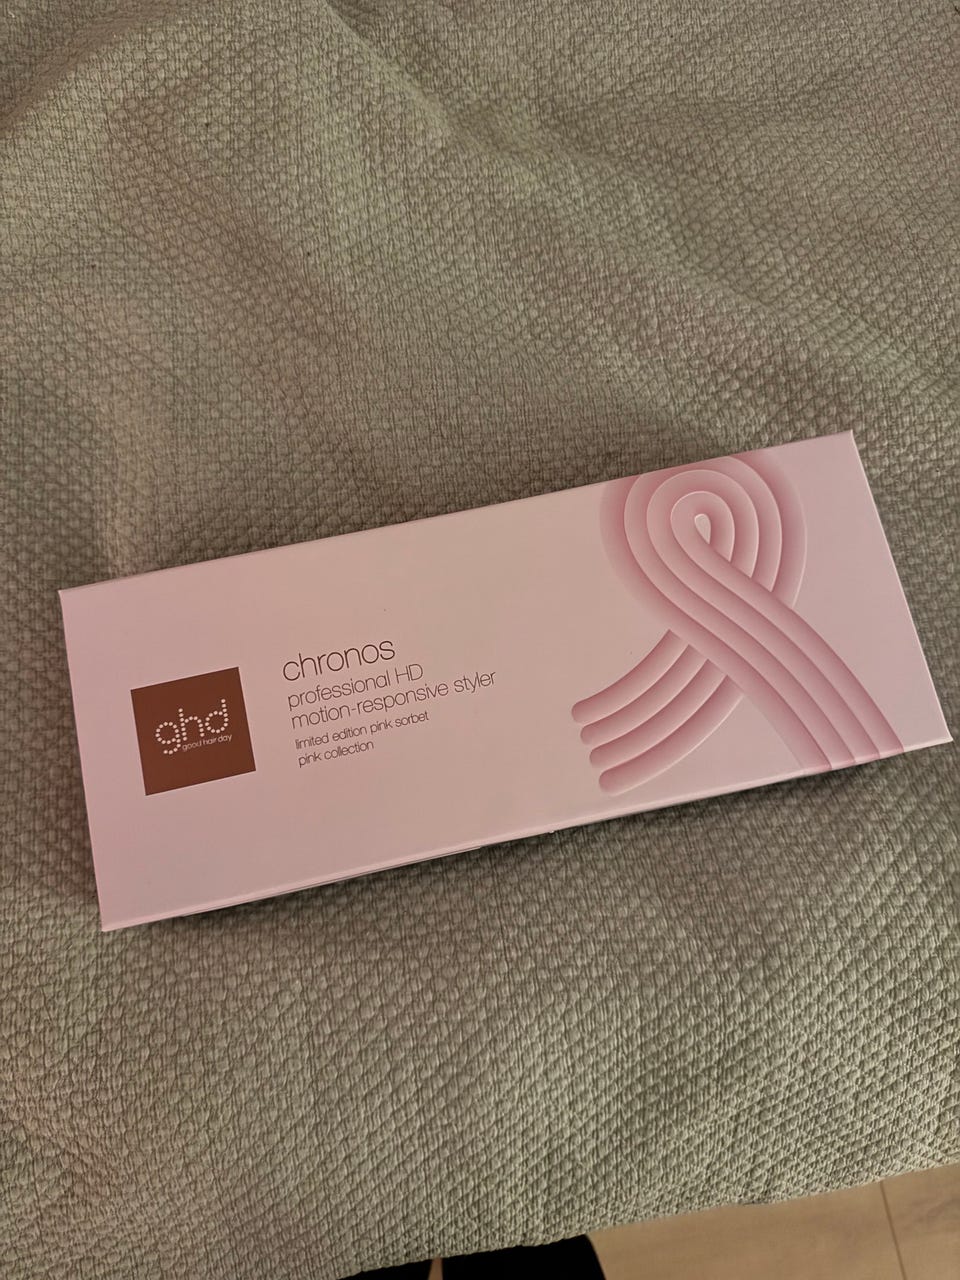 ghd
good hair day
chronos
professional HD
motion-responsive styler
limited edition pink sorbet
pink collection